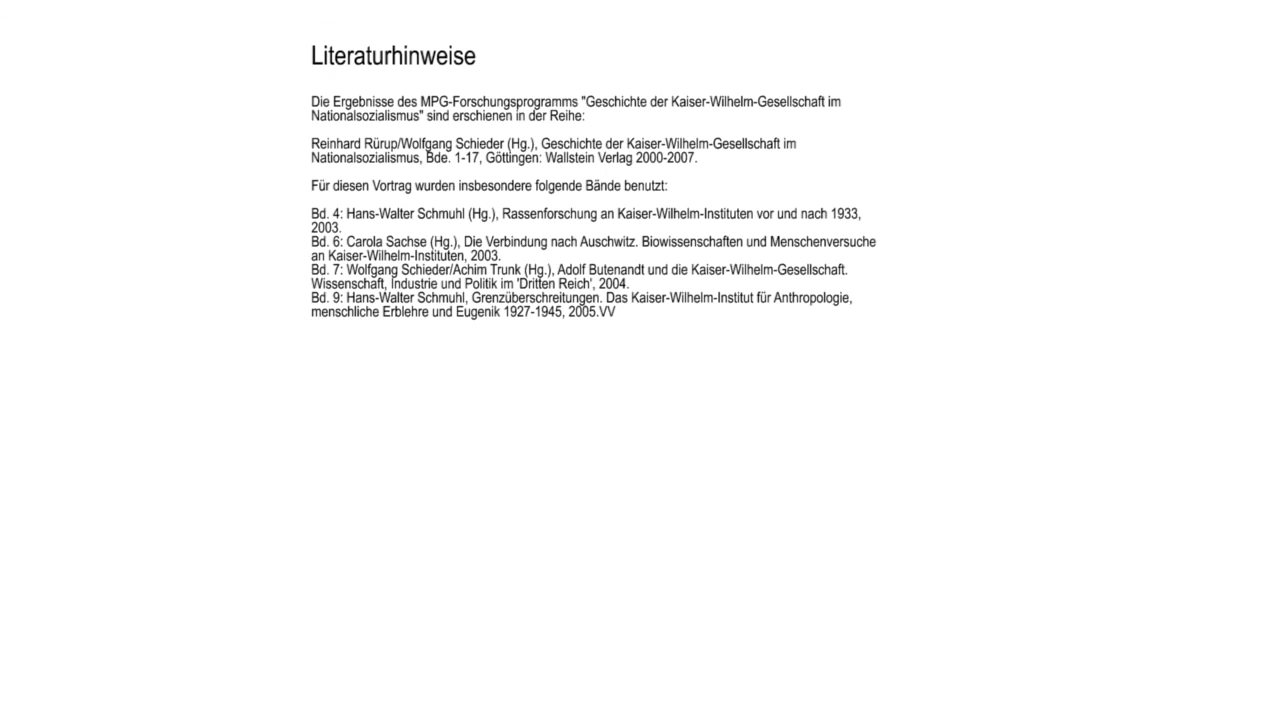 Literaturhinweise
Die Ergebnisse des MPG-Forschungsprogramms "Geschichte der Kaiser-Wilhelm-Gesellschaft im
Nationalsozialismus" sind erschienen in der Reihe:
Reinhard Rürup/Wolfgang Schieder (Hg.), Geschichte der Kaiser-Wilhelm-Gesellschaft im
Nationalsozialismus, Bde. 1-17, Göttingen: Wallstein Verlag 2000-2007.
Für diesen Vortrag wurden insbesondere folgende Bände benutzt:
Bd. 4: Hans-Walter Schmuhl (Hg.), Rassenforschung an Kaiser-Wilhelm-Instituten vor und nach 1933,
2003.
Bd. 6: Carola Sachse (Hg.), Die Verbindung nach Auschwitz. Biowissenschaften und Menschenversuche
an Kaiser-Wilhelm-Instituten, 2003.
Bd. 7: Wolfgang Schieder/Achim Trunk (Hg.), Adolf Butenandt und die Kaiser-Wilhelm-Gesellschaft.
Wissenschaft, Industrie und Politik im 'Dritten Reich', 2004.
Bd. 9: Hans-Walter Schmuhl, Grenzüberschreitungen. Das Kaiser-Wilhelm-Institut für Anthropologie,
menschliche Erblehre und Eugenik 1927-1945, 2005.VV